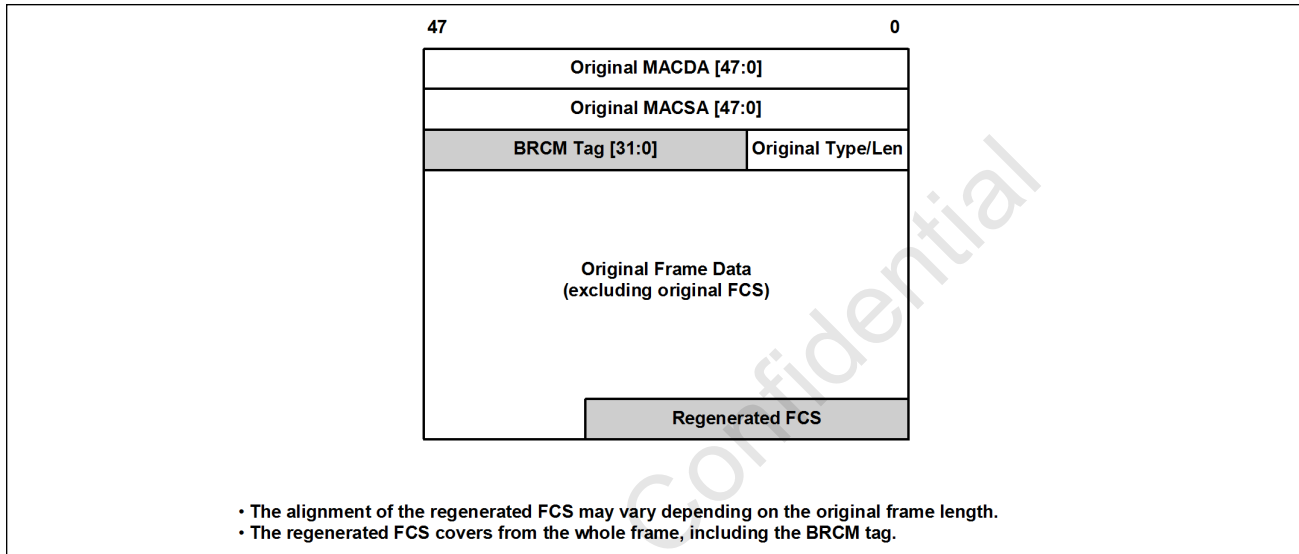 47 0
Original MACDA [47:0]
Original MACSA [47:0]
BRCM Tag [31:0] Original Type/Len
Original Frame Data
(excluding original FCS)
Regenerated FCS
Confidential
• The alignment of the regenerated FCS may vary depending on the original frame length.
• The regenerated FCS covers from the whole frame, including the BRCM tag.